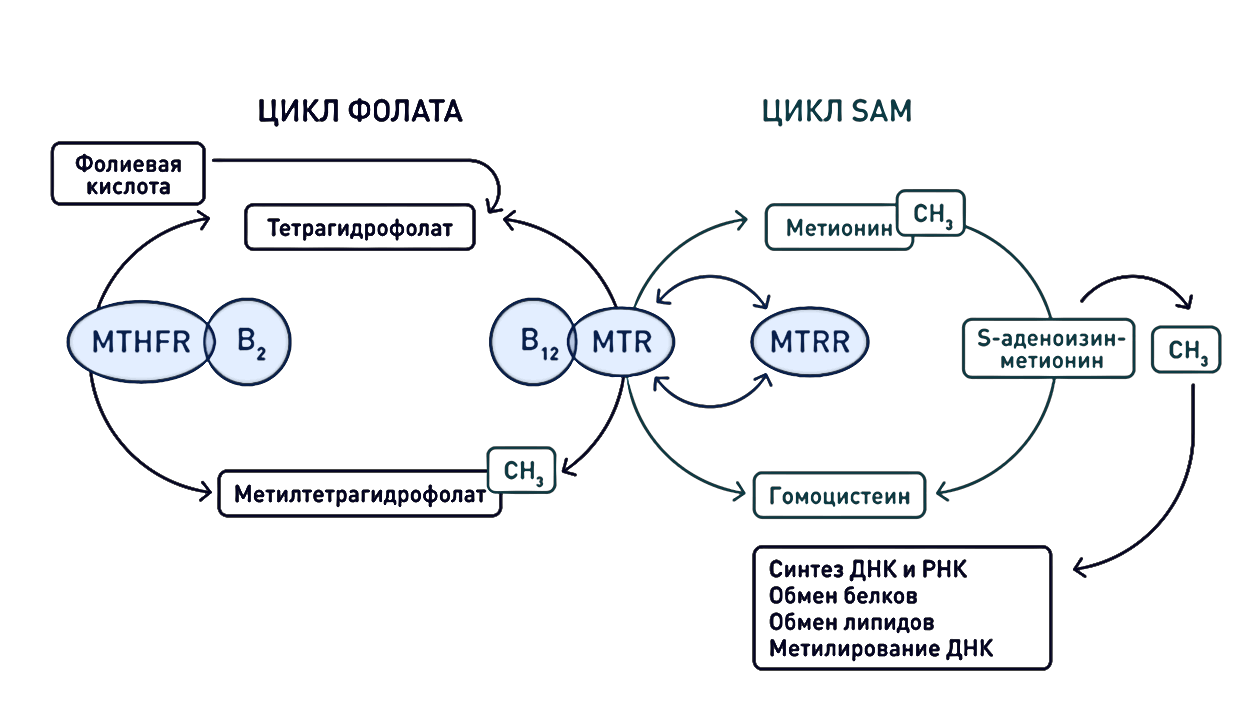 ЦИКЛ ФОЛАТА
ЦИКЛ SAM
Фолиевая
кислота
Тетрагидрофолат
Метионин
CH3
MTHFR
B2
B12
MTR
MTRR
S-аденоизин-
метионин
CH3
Метилтетрагидрофолат
CH3
Гомоцистеин
Синтез ДНК и РНК
Обмен белков
Обмен липидов
Метилирование ДНК